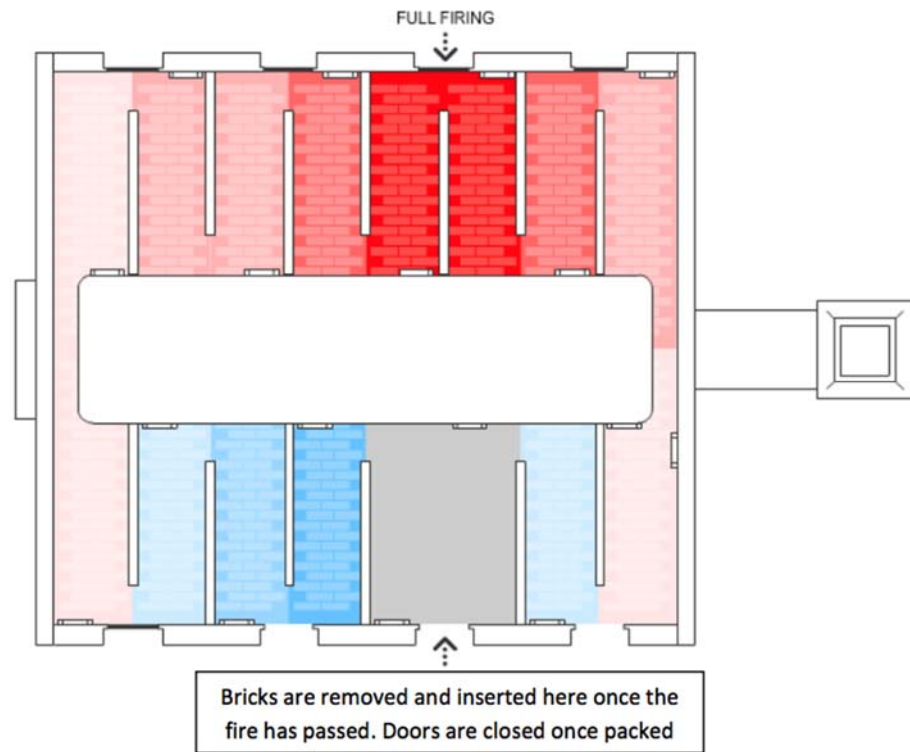 FULL FIRING
Bricks are removed and inserted here once the
fire has passed. Doors are closed once packed